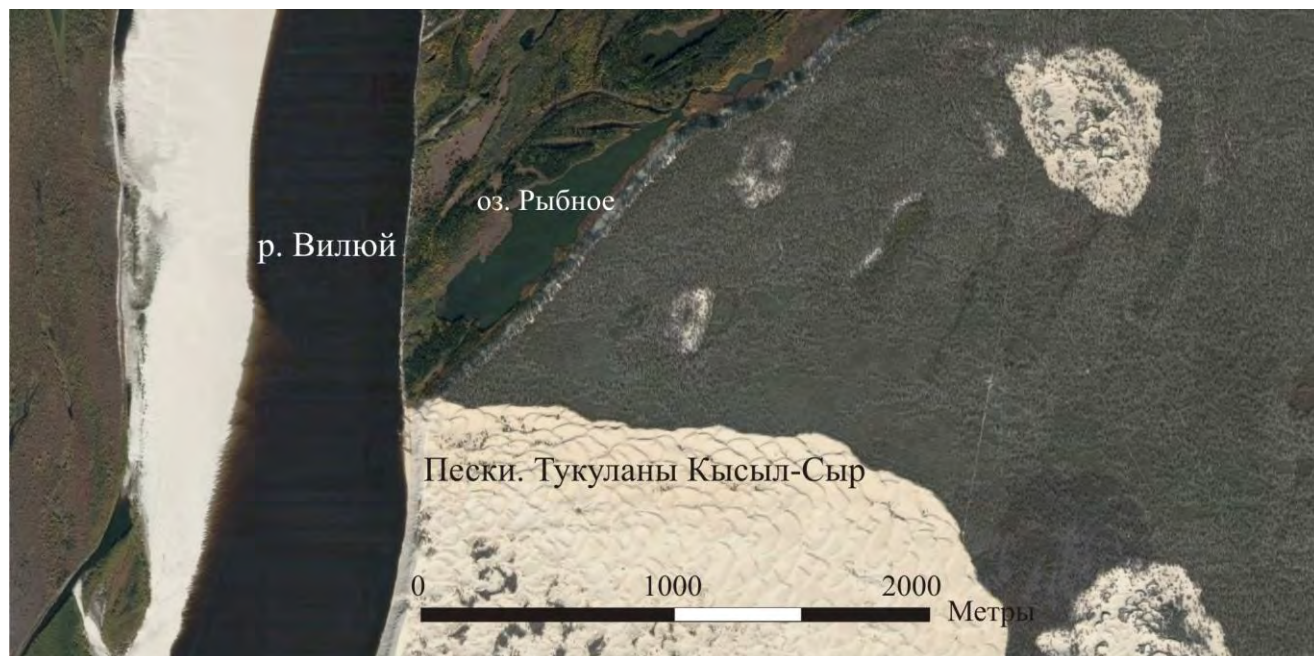 оз. Рыбное
р. Вилюй
Пески. Тукуланы Кысыл-Сыр
0 1000 2000
Метры